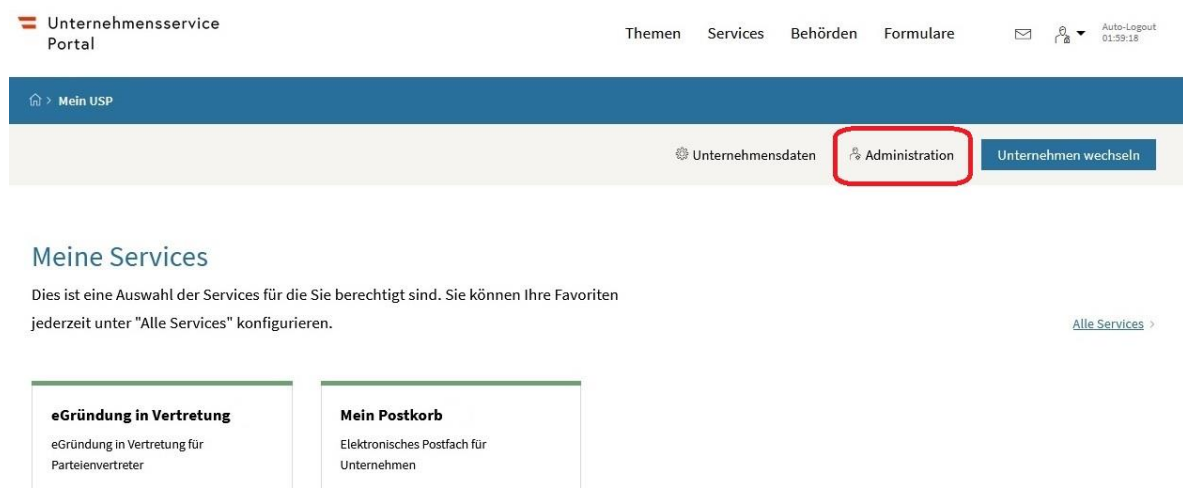 Unternehmensservice
Portal
Themen Services Behörden Formulare
Auto-Logout
01:59:18
> Mein USP
Unternehmensdaten Administration Unternehmen wechseln
Meine Services
Dies ist eine Auswahl der Services für die Sie berechtigt sind. Sie können Ihre Favoriten
jederzeit unter "Alle Services" konfigurieren.
Alle Services >
eGründung in Vertretung
eGründung in Vertretung für
Parteienvertreter
Mein Postkorb
Elektronisches Postfach für
Unternehmen